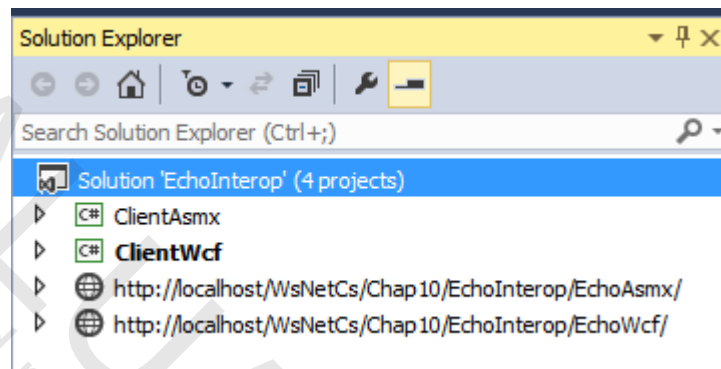 Solution Explorer
Search Solution Explorer (Ctrl+;)
Solution 'EchoInterop' (4 projects)
C# ClientAsmx
C# ClientWcf
http://localhost/WsNetCs/Chap10/EchoInterop/EchoAsmx/
http://localhost/WsNetCs/Chap10/EchoInterop/EchoWcf/